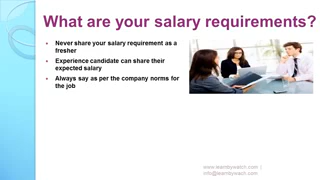 What are your salary requirements?
Never share your salary requirement as a
fresher
Experience candidate can share their
expected salary
Always say as per the company norms for
the job
www.learnbywatch.com |
info@learnbywatch.com